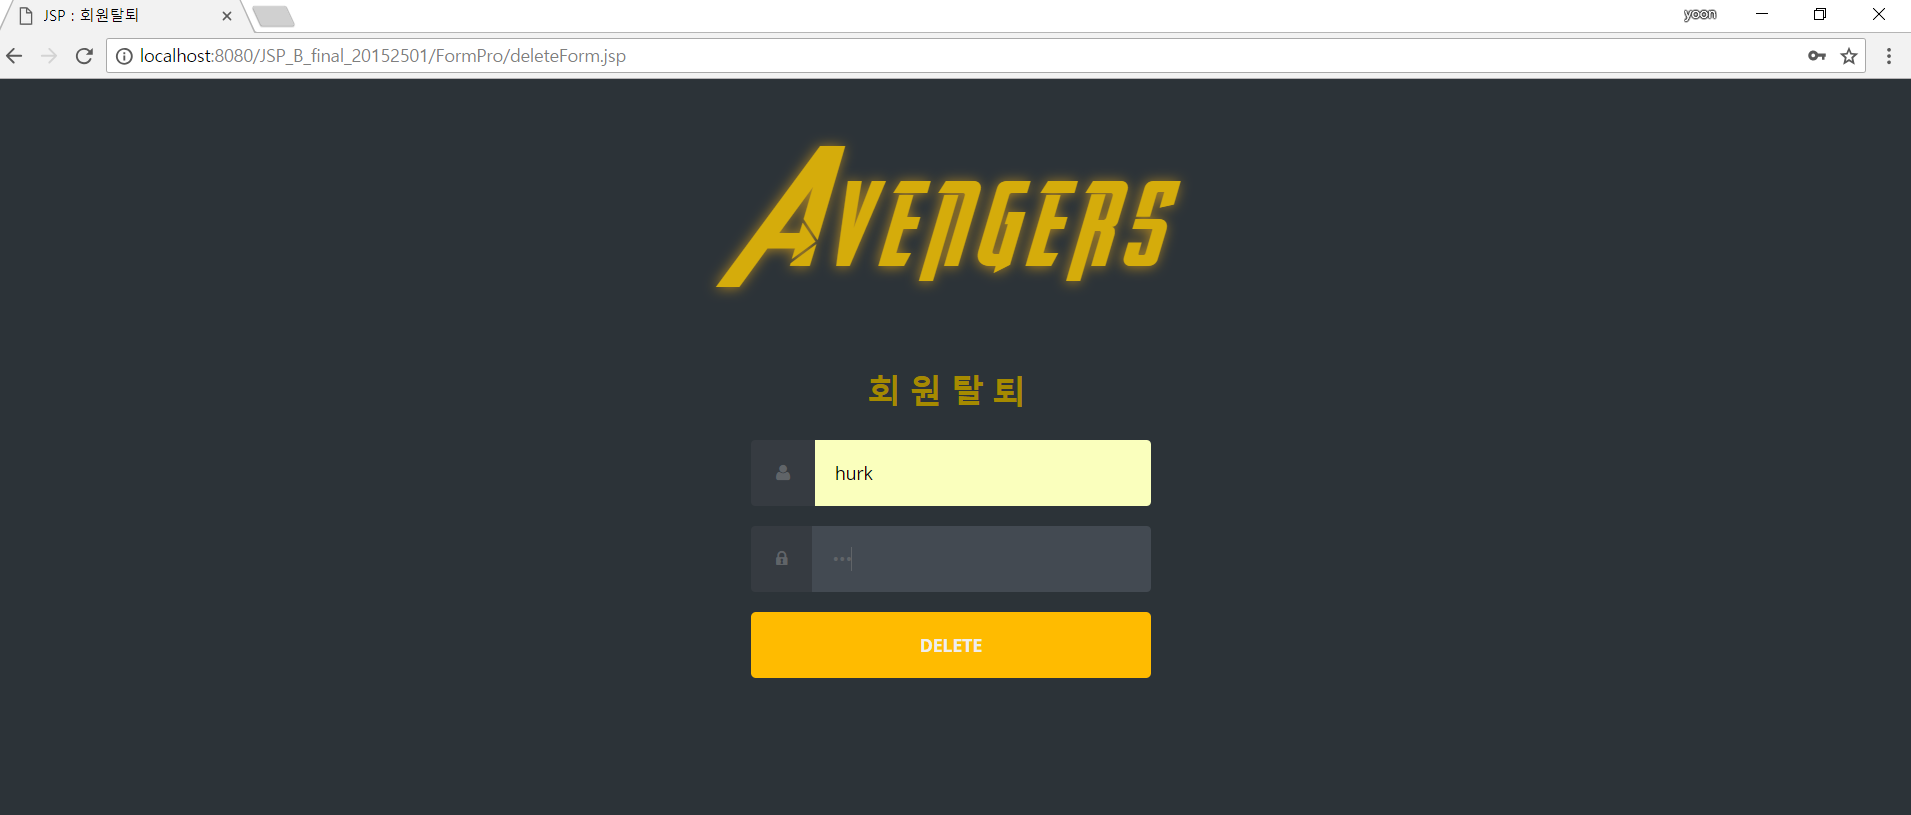 JSP : 회원탈퇴
yoon
localhost:8080/JSP_B_final_20152501/FormPro/deleteForm.jsp
AVENGERS
회 원 탈 퇴
hurk
•••
DELETE